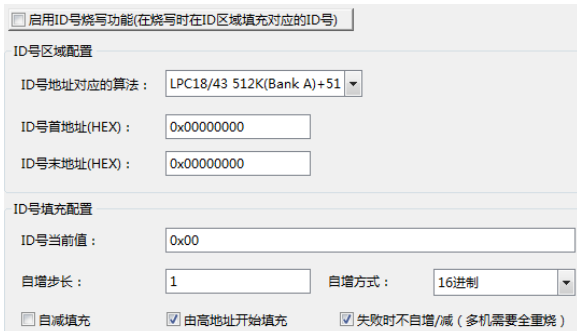 启用ID号烧写功能(在烧写时在ID区域填充对应的ID号)
ID号区域配置
ID号地址对应的算法： LPC18/43 512K(Bank A)+51
ID号首地址(HEX)： 0x00000000
ID号末地址(HEX)： 0x00000000
ID号填充配置
ID号当前值： 0x00
自增步长： 1 自增方式： 16进制
自减填充 由高地址开始填充 失败时不自增/减（多机需要全重烧）